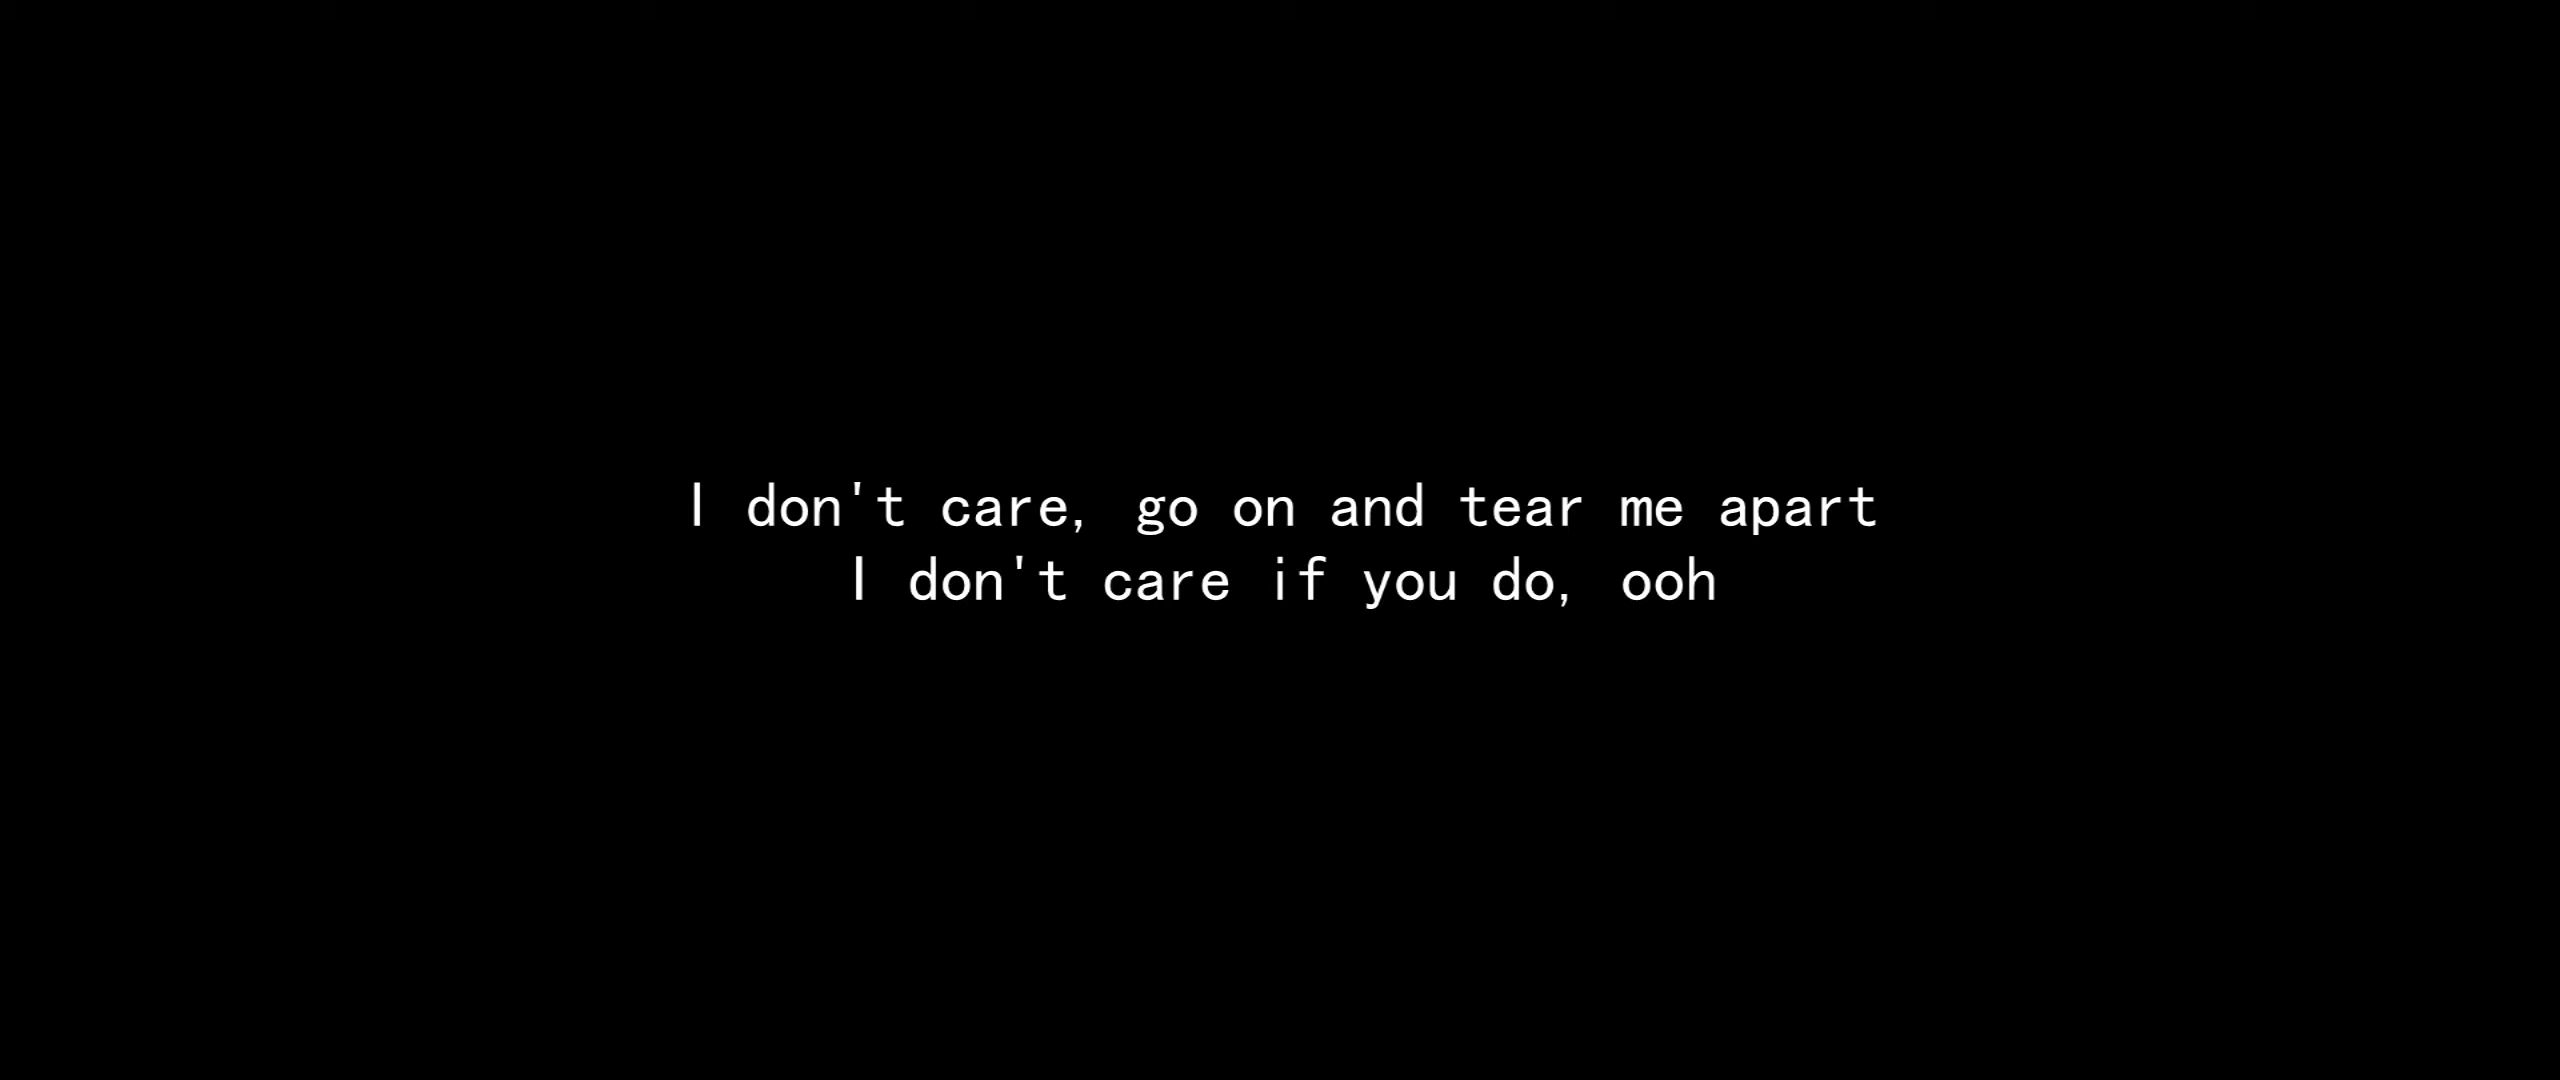 I don't care, go on and tear me apart
I don't care if you do, ooh